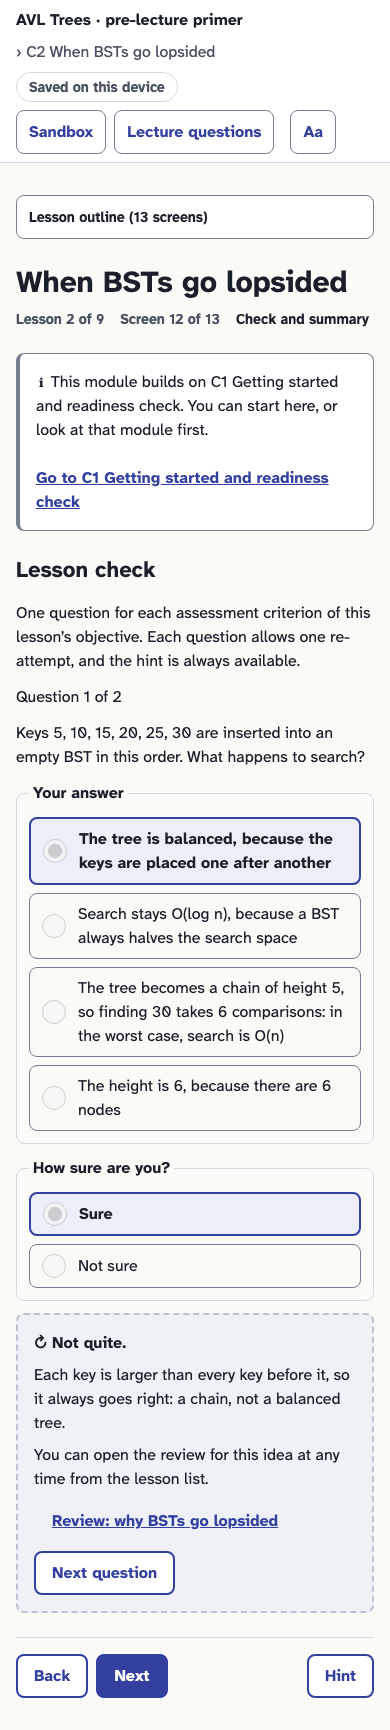 AVL Trees · pre-lecture primer
› C2 When BSTs go lopsided
Saved on this device
Sandbox
Lecture questions
Aa
Lesson outline (13 screens)
When BSTs go lopsided
Lesson 2 of 9 Screen 12 of 13 Check and summary
ℹ This module builds on C1 Getting started
and readiness check. You can start here, or
look at that module first.
Go to C1 Getting started and readiness
check
Lesson check
One question for each assessment criterion of this
lesson’s objective. Each question allows one re-
attempt, and the hint is always available.
Question 1 of 2
Keys 5, 10, 15, 20, 25, 30 are inserted into an
empty BST in this order. What happens to search?
Your answer
The tree is balanced, because the
keys are placed one after another
Search stays O(log n), because a BST
always halves the search space
The tree becomes a chain of height 5,
so finding 30 takes 6 comparisons: in
the worst case, search is O(n)
The height is 6, because there are 6
nodes
How sure are you?
Sure
Not sure
↻ Not quite.
Each key is larger than every key before it, so
it always goes right: a chain, not a balanced
tree.
You can open the review for this idea at any
time from the lesson list.
Review: why BSTs go lopsided
Next question
Back
Next
Hint